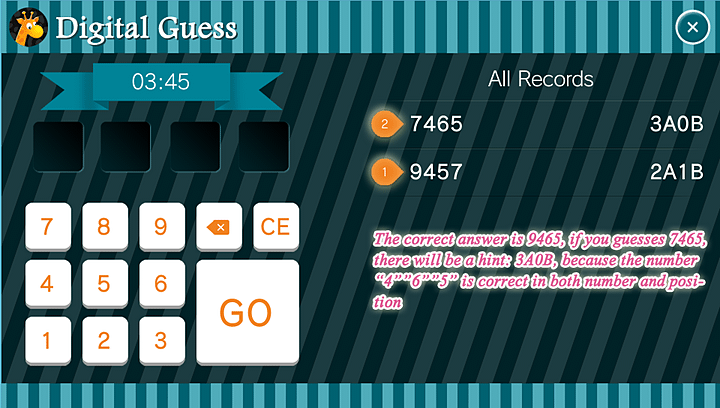 Digital Guess
×
03:45
All Records
2 7465 3A0B
1 9457 2A1B
7 8 9 CE
4 5 6
GO
1 2 3
The correct answer is 9465, if you guesses 7465,
there will be a hint: 3A0B, because the number
“4””6””5” is correct in both number and posi-
tion